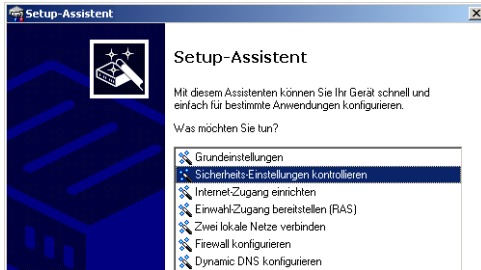 Setup-Assistent
Setup-Assistent
Mit diesem Assistenten können Sie Ihr Gerät schnell und
einfach für bestimmte Anwendungen konfigurieren.
Was möchten Sie tun?
Grundeinstellungen
Sicherheits-Einstellungen kontrollieren
Internet-Zugang einrichten
Einwahl-Zugang bereitstellen (RAS)
Zwei lokale Netze verbinden
Firewall konfigurieren
Dynamic DNS konfigurieren